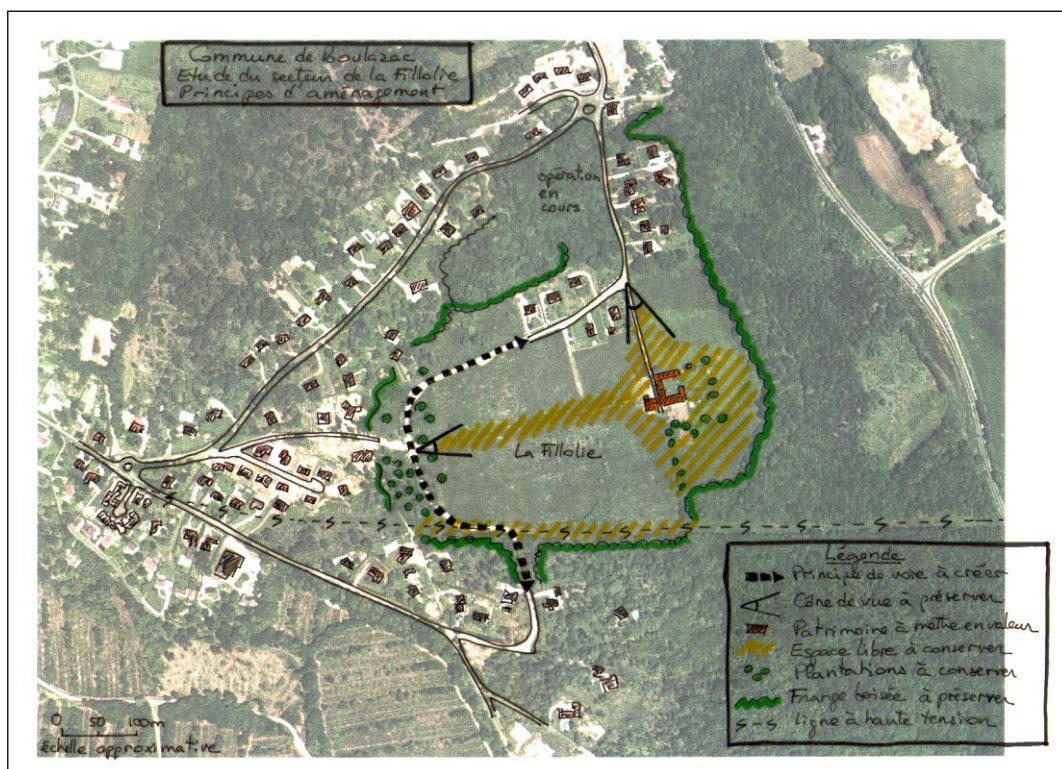 Commune de Boulazac
Etude du secteur de la Fillolie
Principes d'aménagement
opération
en
cours
La Fillolie
Légende
Principe de voie à créer
Cône de vue à préserver
Patrimoine à mettre en valeur
Espace libre à conserver
Plantations à conserver
Frange boisée à préserver
ligne à haute tension
0 50 100m
échelle approximative